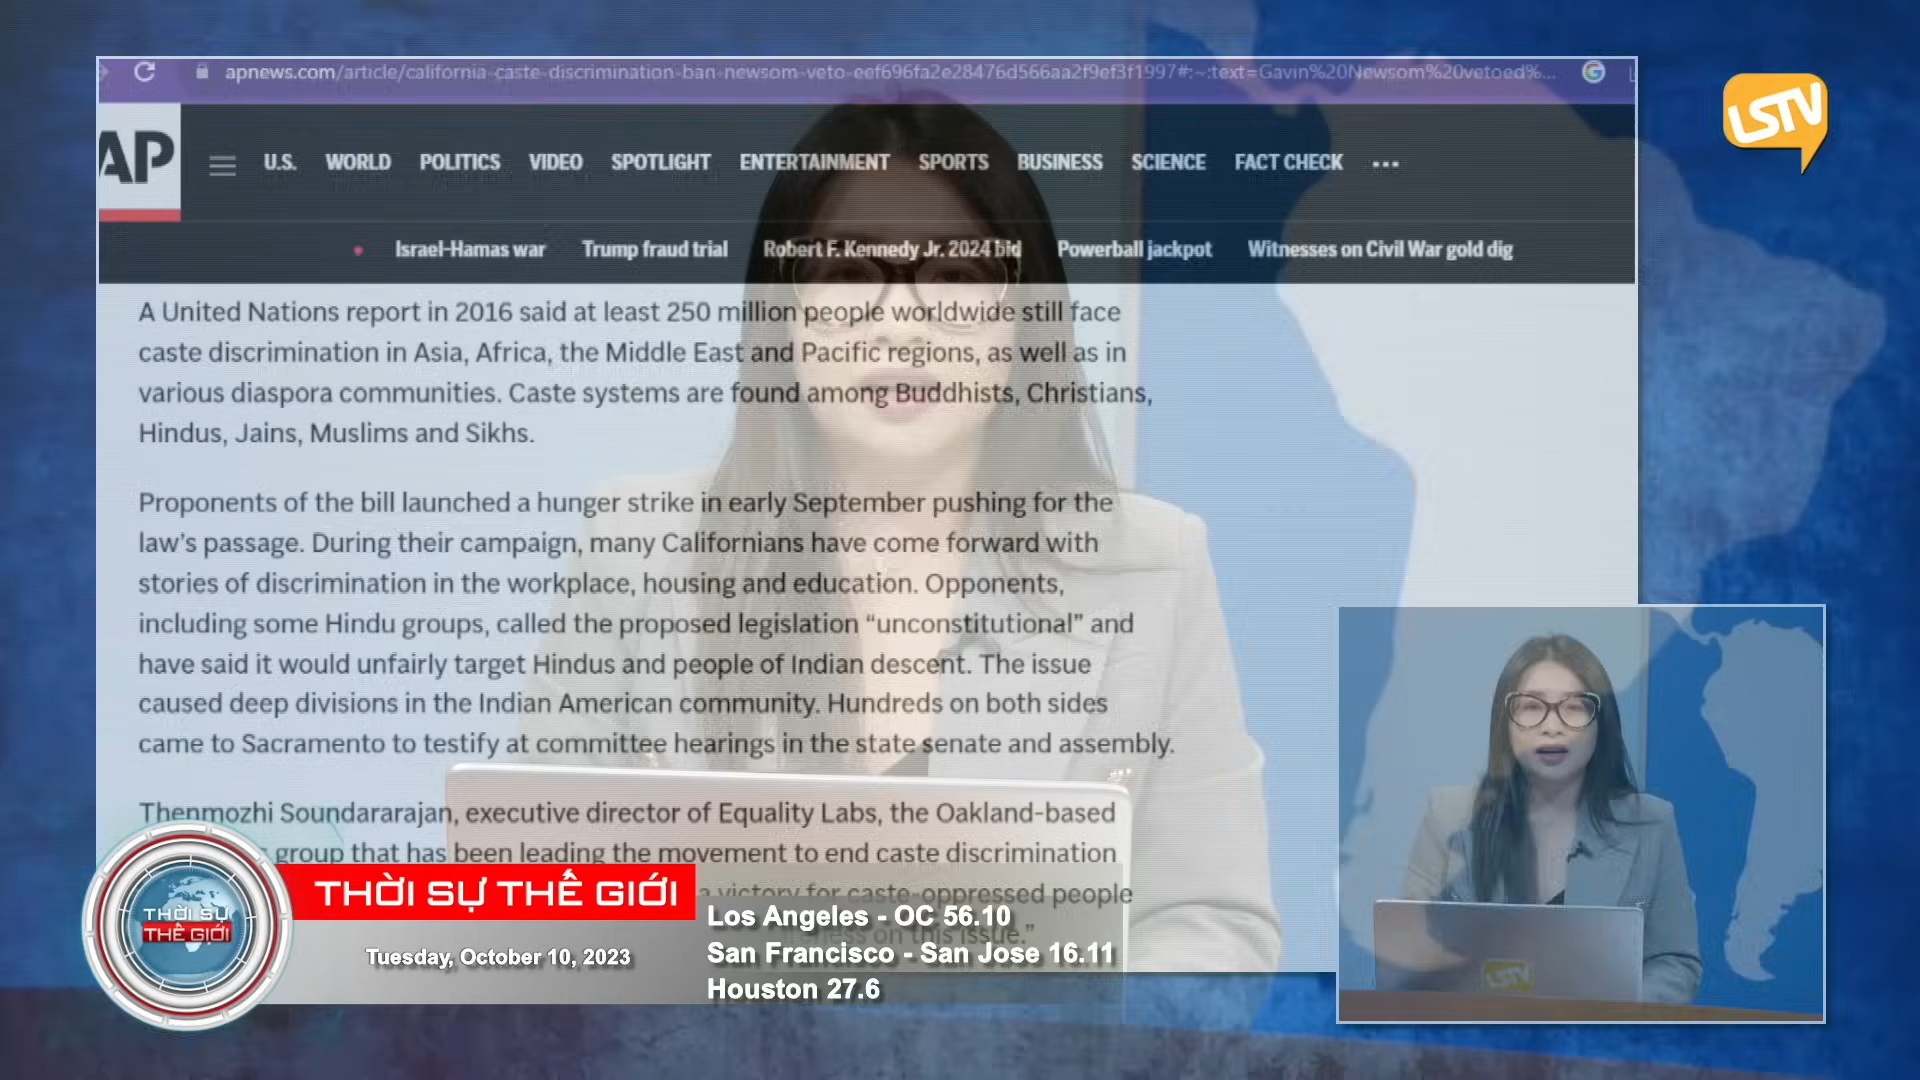 apnews.com/article/california-caste-discrimination-ban-newsom-veto-eef696fa2e28476d566aa2f9ef3f1997#:~:text=Gavin%20Newsom%20vetoed%...
LSTV
AP
U.S. WORLD POLITICS VIDEO SPOTLIGHT ENTERTAINMENT SPORTS BUSINESS SCIENCE FACT CHECK ...
Israel-Hamas war Trump fraud trial Robert F. Kennedy Jr. 2024 bid Powerball jackpot Witnesses on Civil War gold dig
A United Nations report in 2016 said at least 250 million people worldwide still face
caste discrimination in Asia, Africa, the Middle East and Pacific regions, as well as in
various diaspora communities. Caste systems are found among Buddhists, Christians,
Hindus, Jains, Muslims and Sikhs.
Proponents of the bill launched a hunger strike in early September pushing for the
law’s passage. During their campaign, many Californians have come forward with
stories of discrimination in the workplace, housing and education. Opponents,
including some Hindu groups, called the proposed legislation “unconstitutional” and
have said it would unfairly target Hindus and people of Indian descent. The issue
caused deep divisions in the Indian American community. Hundreds on both sides
came to Sacramento to testify at committee hearings in the state senate and assembly.
Thenmozhi Soundararajan, executive director of Equality Labs, the Oakland-based
group that has been leading the movement to end caste discrimination
a victory for caste-oppressed people
on this issue.”
THỜI SỰ THẾ GIỚI
THỜI SỰ
THẾ GIỚI
Tuesday, October 10, 2023
Los Angeles - OC 56.10
San Francisco - San Jose 16.11
Houston 27.6
LSTV